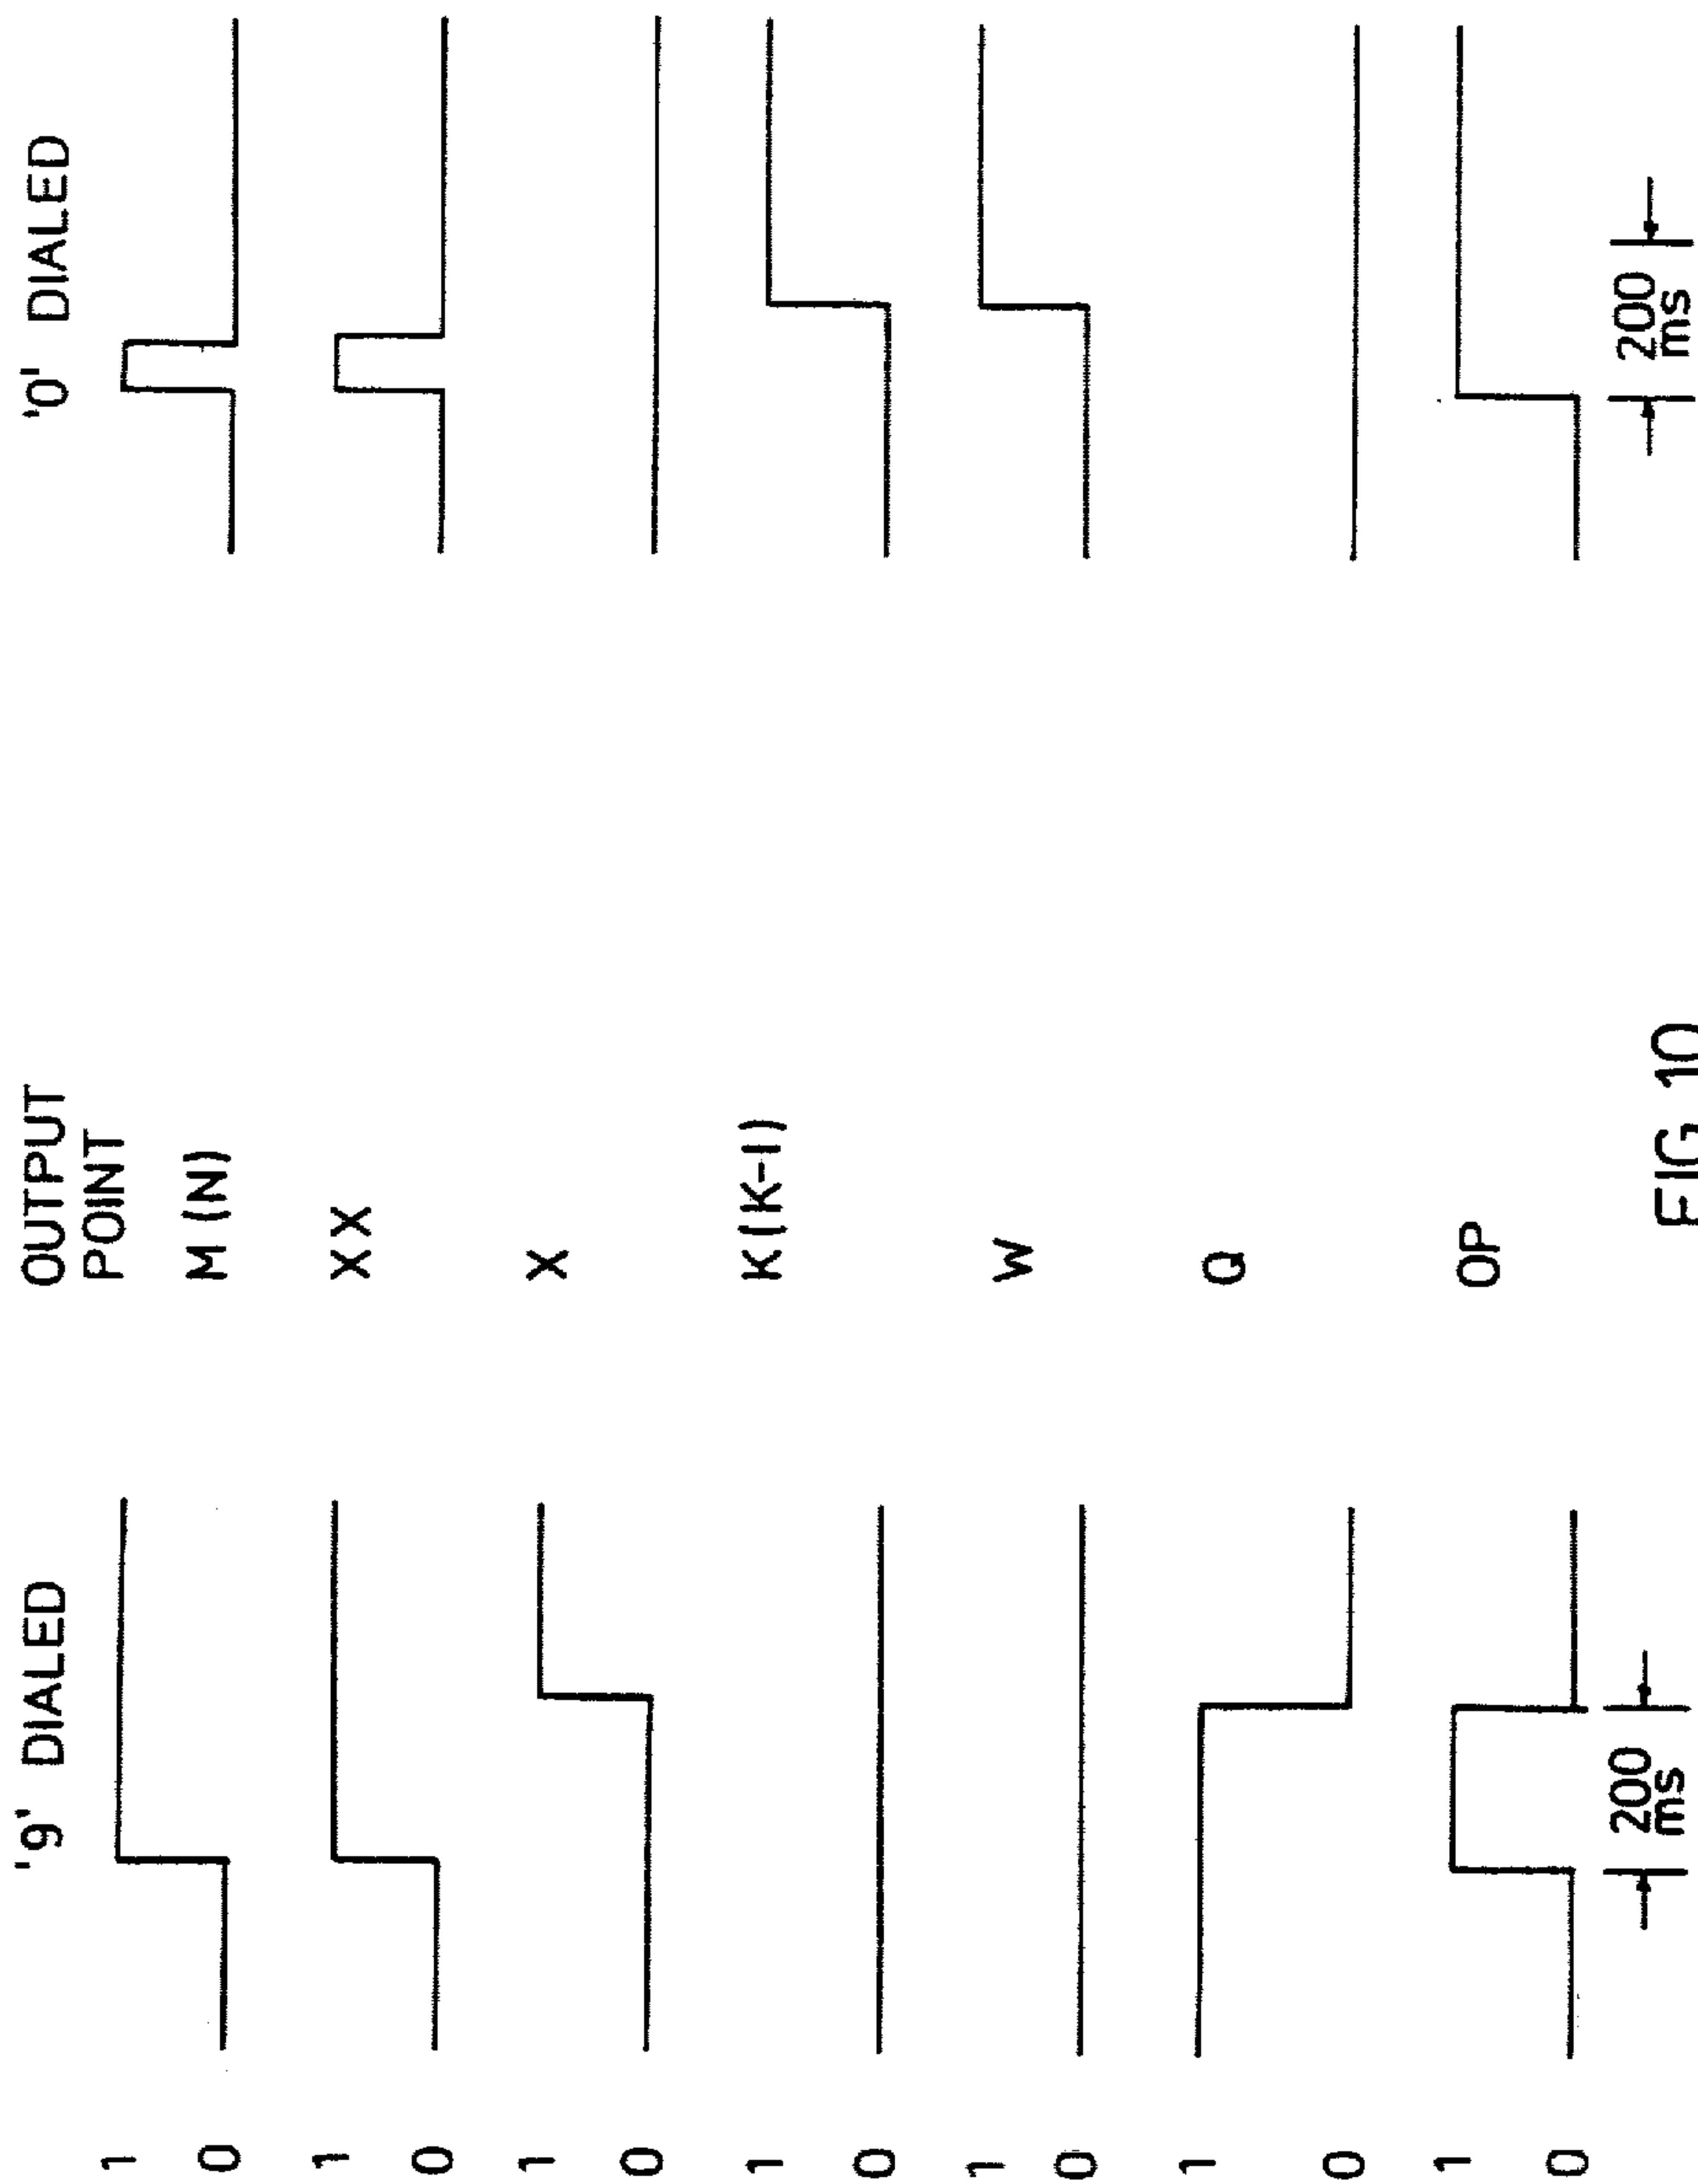 '9' DIALED
OUTPUT
POINT
'0' DIALED
1
M (N)
0
1
XX
0
1
X
0
1
K(K-1)
0
1
W
0
1
Q
0
1
OP
0
200
ms
200
ms
FIG. 10